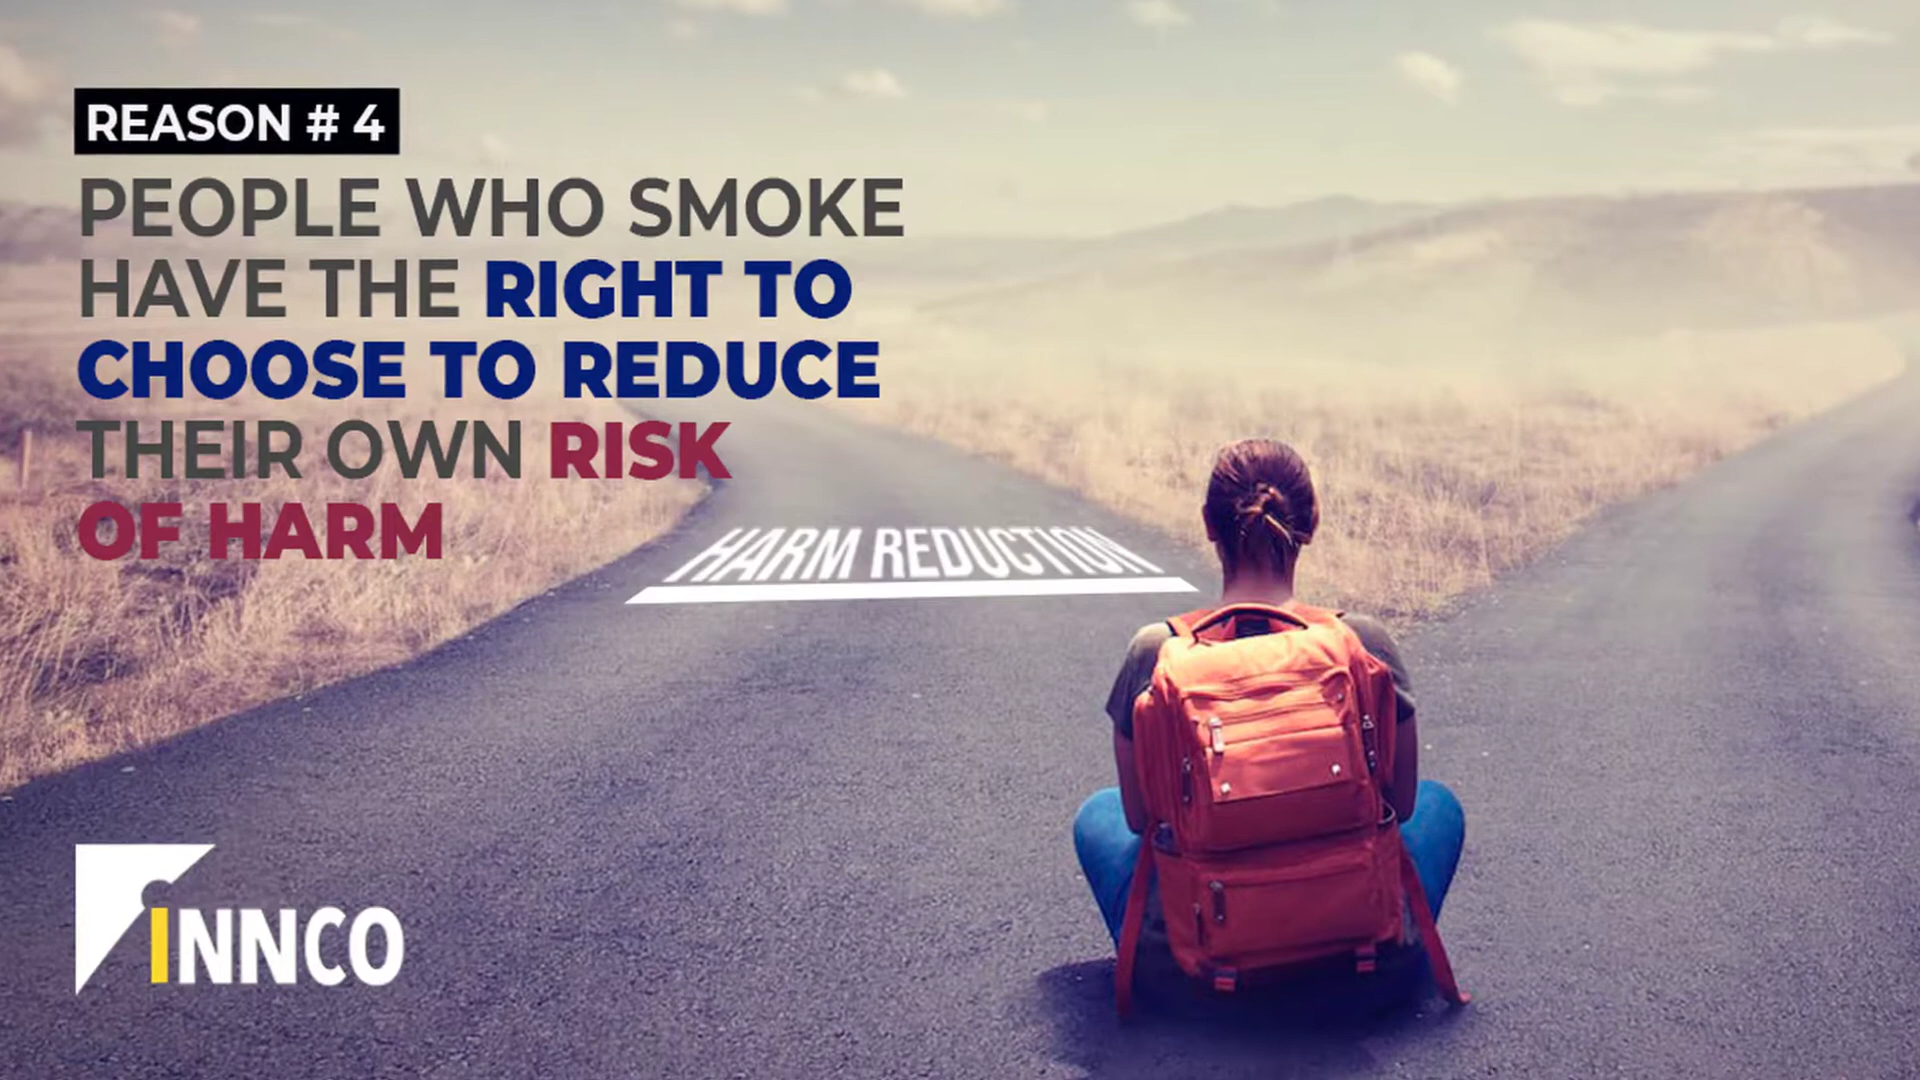 REASON # 4
PEOPLE WHO SMOKE
HAVE THE RIGHT TO
CHOOSE TO REDUCE
THEIR OWN RISK
OF HARM
HARM REDUCTION
INNCO